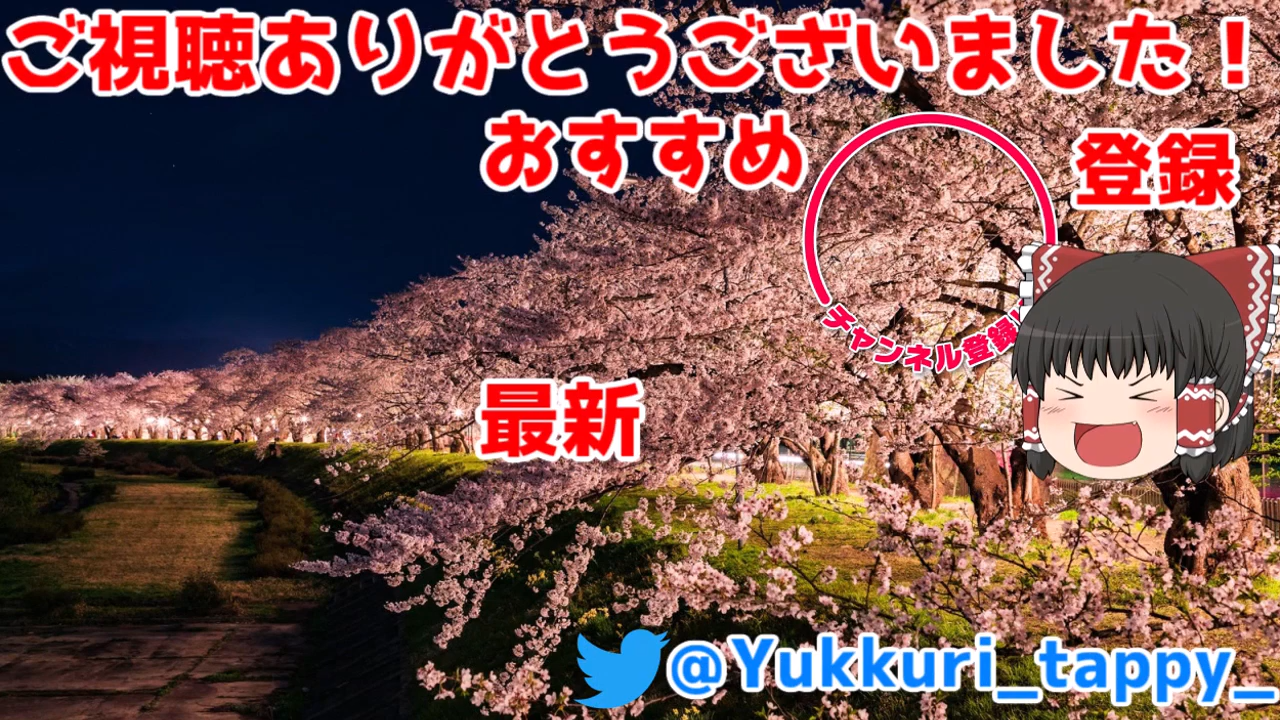 ご視聴ありがとうございました！
おすすめ
登録
チャンネル登録
最新
@Yukkuri_tappy_